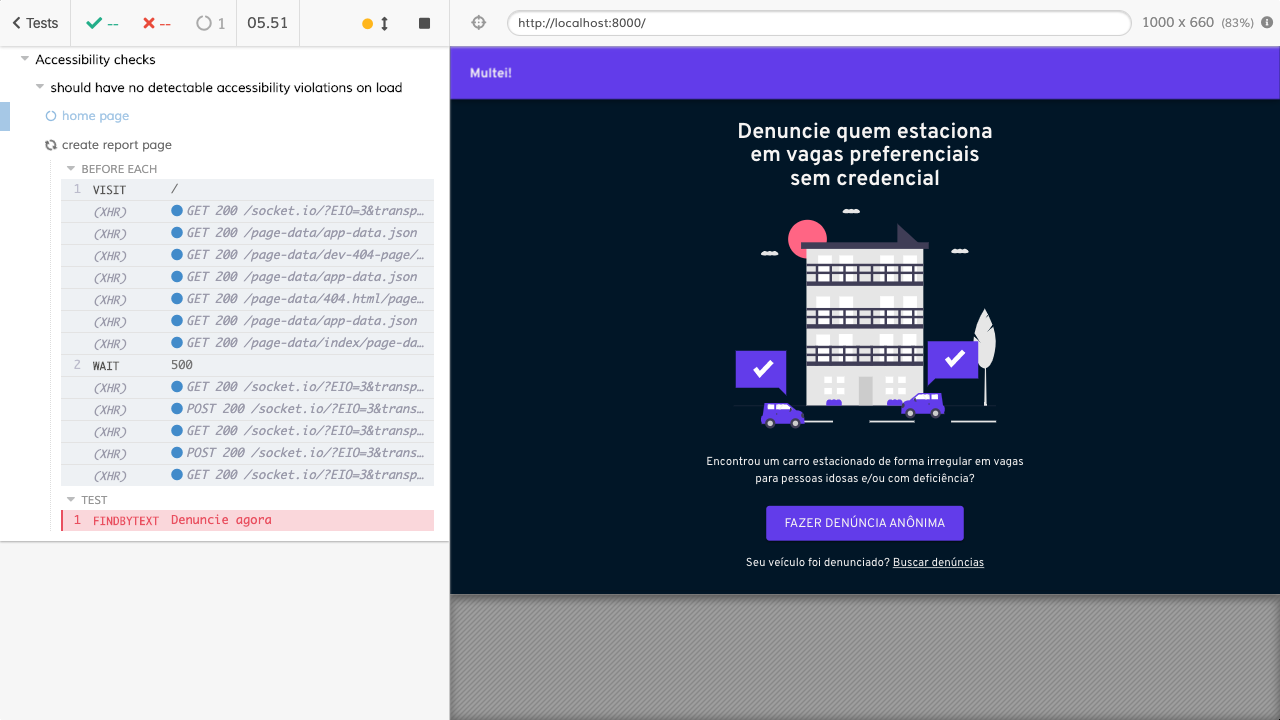 Tests
--
--
1
05.51
http://localhost:8000/
1000 x 660 (83%)
Accessibility checks
should have no detectable accessibility violations on load
home page
create report page
BEFORE EACH
1 VISIT /
(XHR) GET 200 /socket.io/?EIO=3&transp…
(XHR) GET 200 /page-data/app-data.json
(XHR) GET 200 /page-data/dev-404-page/…
(XHR) GET 200 /page-data/app-data.json
(XHR) GET 200 /page-data/404.html/page…
(XHR) GET 200 /page-data/app-data.json
(XHR) GET 200 /page-data/index/page-da…
2 WAIT 500
(XHR) GET 200 /socket.io/?EIO=3&transp…
(XHR) POST 200 /socket.io/?EIO=3&trans…
(XHR) GET 200 /socket.io/?EIO=3&transp…
(XHR) POST 200 /socket.io/?EIO=3&trans…
(XHR) GET 200 /socket.io/?EIO=3&transp…
TEST
1 FINDBYTEXT Denuncie agora
Multei!
Denuncie quem estaciona
em vagas preferenciais
sem credencial
Encontrou um carro estacionado de forma irregular em vagas
para pessoas idosas e/ou com deficiência?
FAZER DENÚNCIA ANÔNIMA
Seu veículo foi denunciado? Buscar denúncias